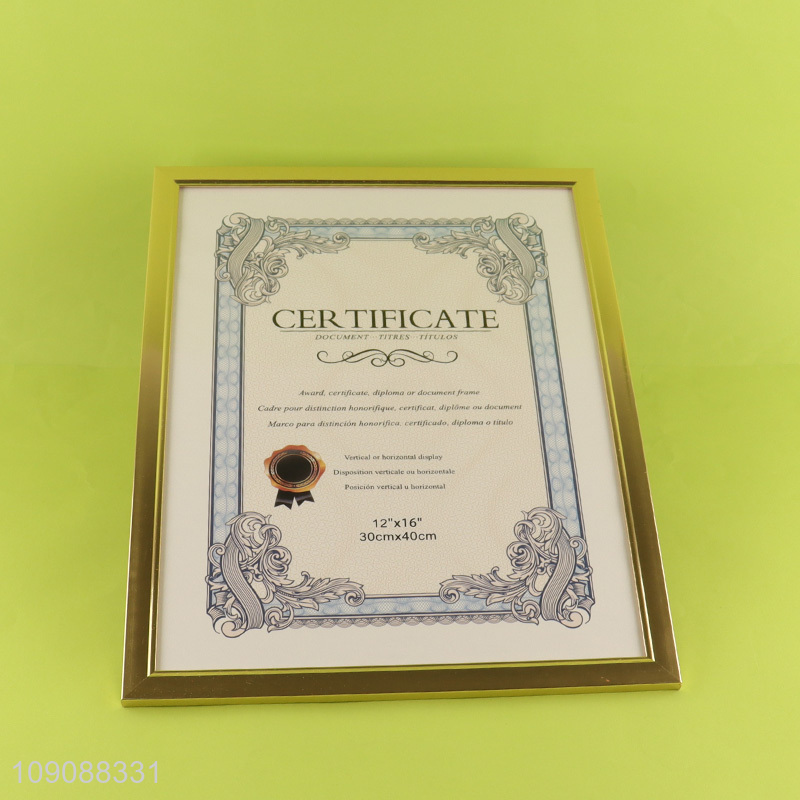 CERTIFICATE
DOCUMENT · TITRES · TÍTULOS
Award, certificate, diploma or document frame
Cadre pour distinction honorifique, certificat, diplôme ou document
Marco para distinción honorífica, certificado, diploma o título
Vertical or horizontal display
Disposition verticale ou horizontale
Posición vertical u horizontal
12"x16"
30cmx40cm
109088331